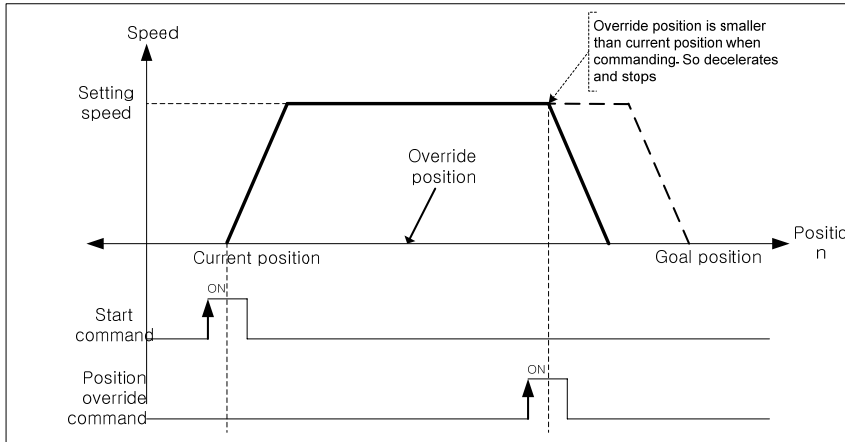 Speed
Override position is smaller
than current position when
commanding. So decelerates
and stops
Setting
speed
Override
position
Positio
n
Current position
Goal position
ON
Start
command
ON
Position
override
command